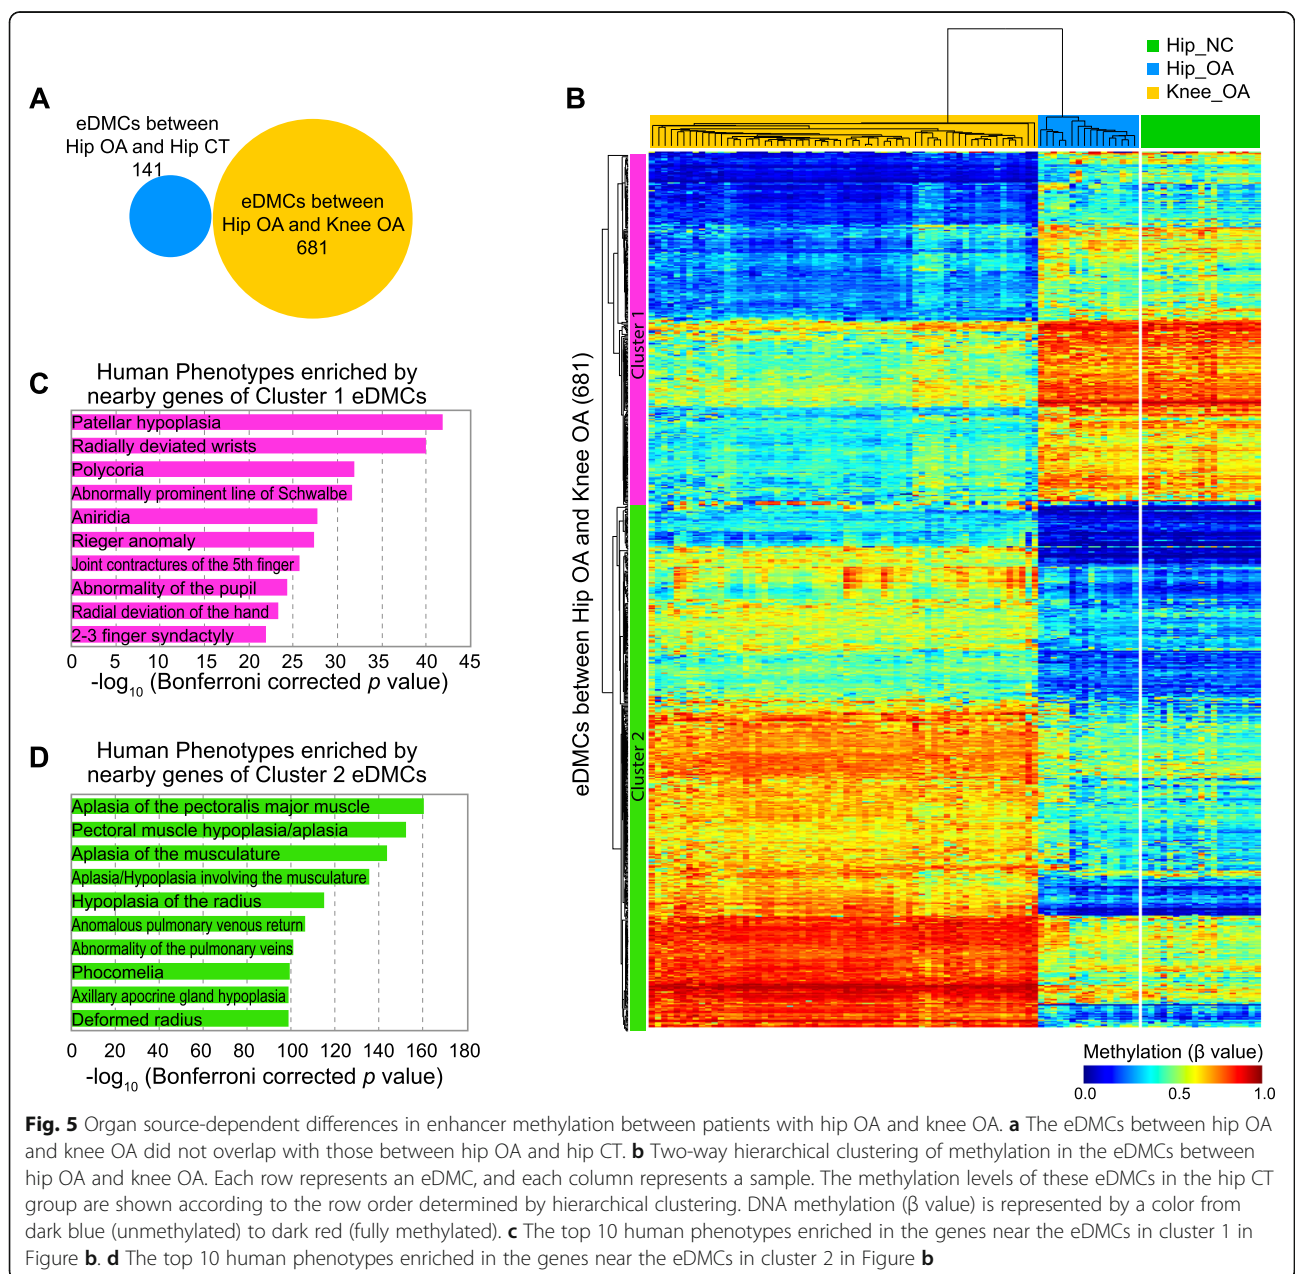 A
eDMCs between
Hip OA and Hip CT
141
eDMCs between
Hip OA and Knee OA
681
B
Hip_NC
Hip_OA
Knee_OA
eDMCs between Hip OA and Knee OA (681)
Cluster 1
Cluster 2
Methylation (β value)
0.0 0.5 1.0
C
Human Phenotypes enriched by
nearby genes of Cluster 1 eDMCs
Patellar hypoplasia
Radially deviated wrists
Polycoria
Abnormally prominent line of Schwalbe
Aniridia
Rieger anomaly
Joint contractures of the 5th finger
Abnormality of the pupil
Radial deviation of the hand
2-3 finger syndactyly
0 5 10 15 20 25 30 35 40 45
-log10 (Bonferroni corrected p value)
D
Human Phenotypes enriched by
nearby genes of Cluster 2 eDMCs
Aplasia of the pectoralis major muscle
Pectoral muscle hypoplasia/aplasia
Aplasia of the musculature
Aplasia/Hypoplasia involving the musculature
Hypoplasia of the radius
Anomalous pulmonary venous return
Abnormality of the pulmonary veins
Phocomelia
Axillary apocrine gland hypoplasia
Deformed radius
0 20 40 60 80 100 120 140 160 180
-log10 (Bonferroni corrected p value)
Fig. 5 Organ source-dependent differences in enhancer methylation between patients with hip OA and knee OA. a The eDMCs between hip OA
and knee OA did not overlap with those between hip OA and hip CT. b Two-way hierarchical clustering of methylation in the eDMCs between
hip OA and knee OA. Each row represents an eDMC, and each column represents a sample. The methylation levels of these eDMCs in the hip CT
group are shown according to the row order determined by hierarchical clustering. DNA methylation (β value) is represented by a color from
dark blue (unmethylated) to dark red (fully methylated). c The top 10 human phenotypes enriched in the genes near the eDMCs in cluster 1 in
Figure b. d The top 10 human phenotypes enriched in the genes near the eDMCs in cluster 2 in Figure b